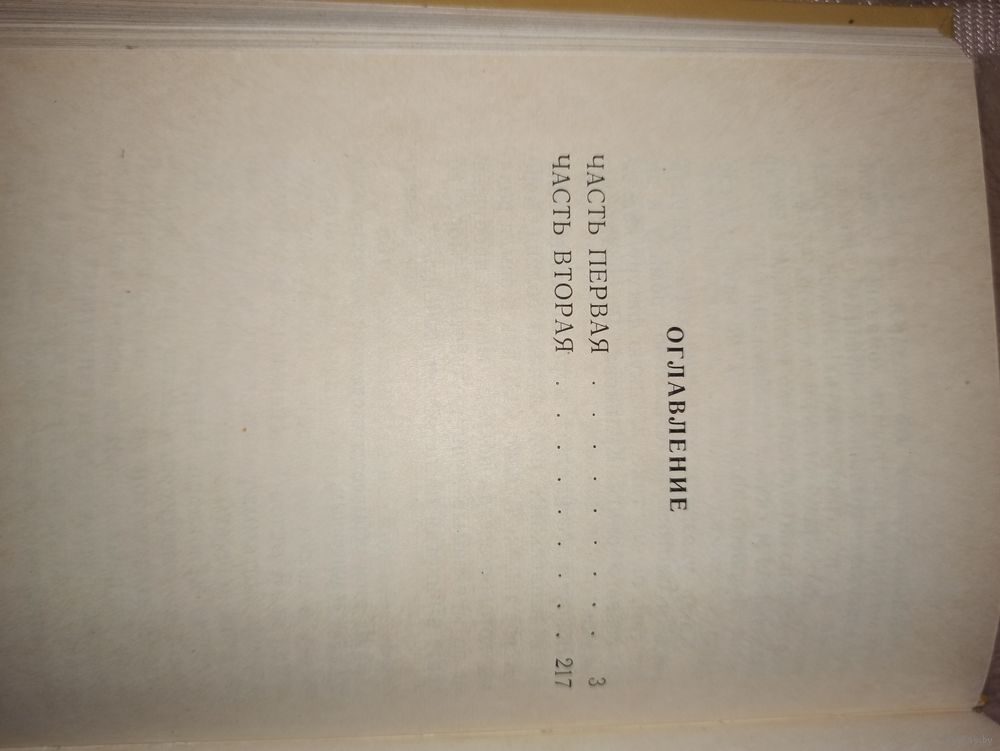 ОГЛАВЛЕНИЕ
ЧАСТЬ ПЕРВАЯ . . . . . . . . . 3
ЧАСТЬ ВТОРАЯ . . . . . . . . . 217